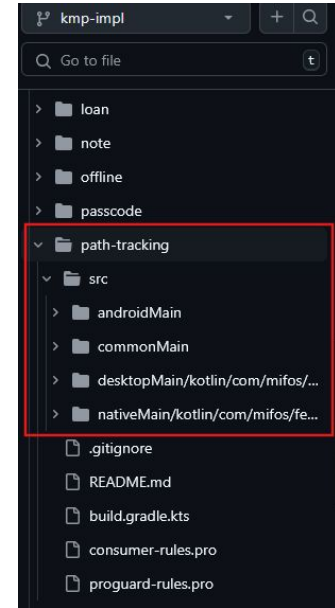 kmp-impl
Go to file t
loan
note
offline
passcode
path-tracking
src
androidMain
commonMain
desktopMain/kotlin/com/mifos/...
nativeMain/kotlin/com/mifos/fe...
.gitignore
README.md
build.gradle.kts
consumer-rules.pro
proguard-rules.pro